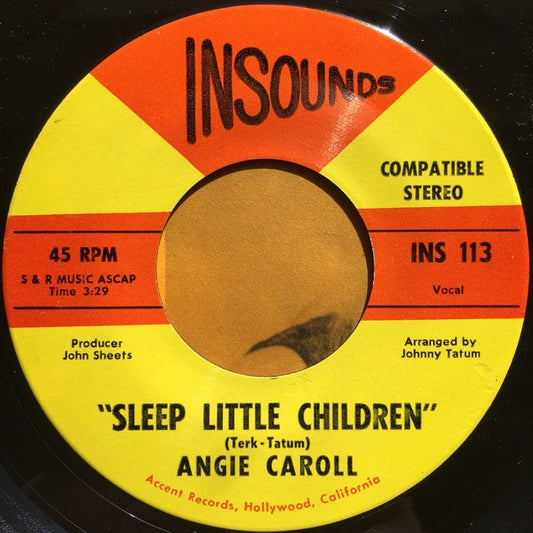 INSOUNDS
COMPATIBLE
STEREO
45 RPM
S & R MUSIC ASCAP
Time 3:29
INS 113
Vocal
Producer
John Sheets
Arranged by
Johnny Tatum
"SLEEP LITTLE CHILDREN"
(Terk-Tatum)
ANGIE CAROLL
Accent Records, Hollywood, California